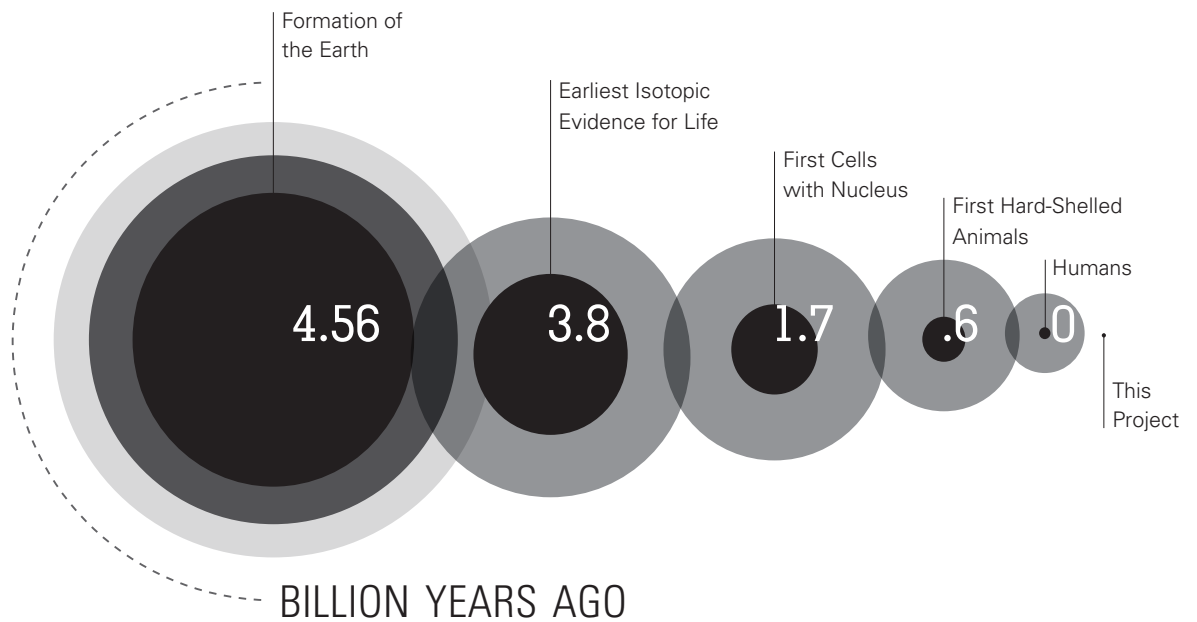 Formation of
the Earth
Earliest Isotopic
Evidence for Life
First Cells
with Nucleus
First Hard-Shelled
Animals
Humans
4.56
3.8
1.7
.6
0
This
Project
BILLION YEARS AGO